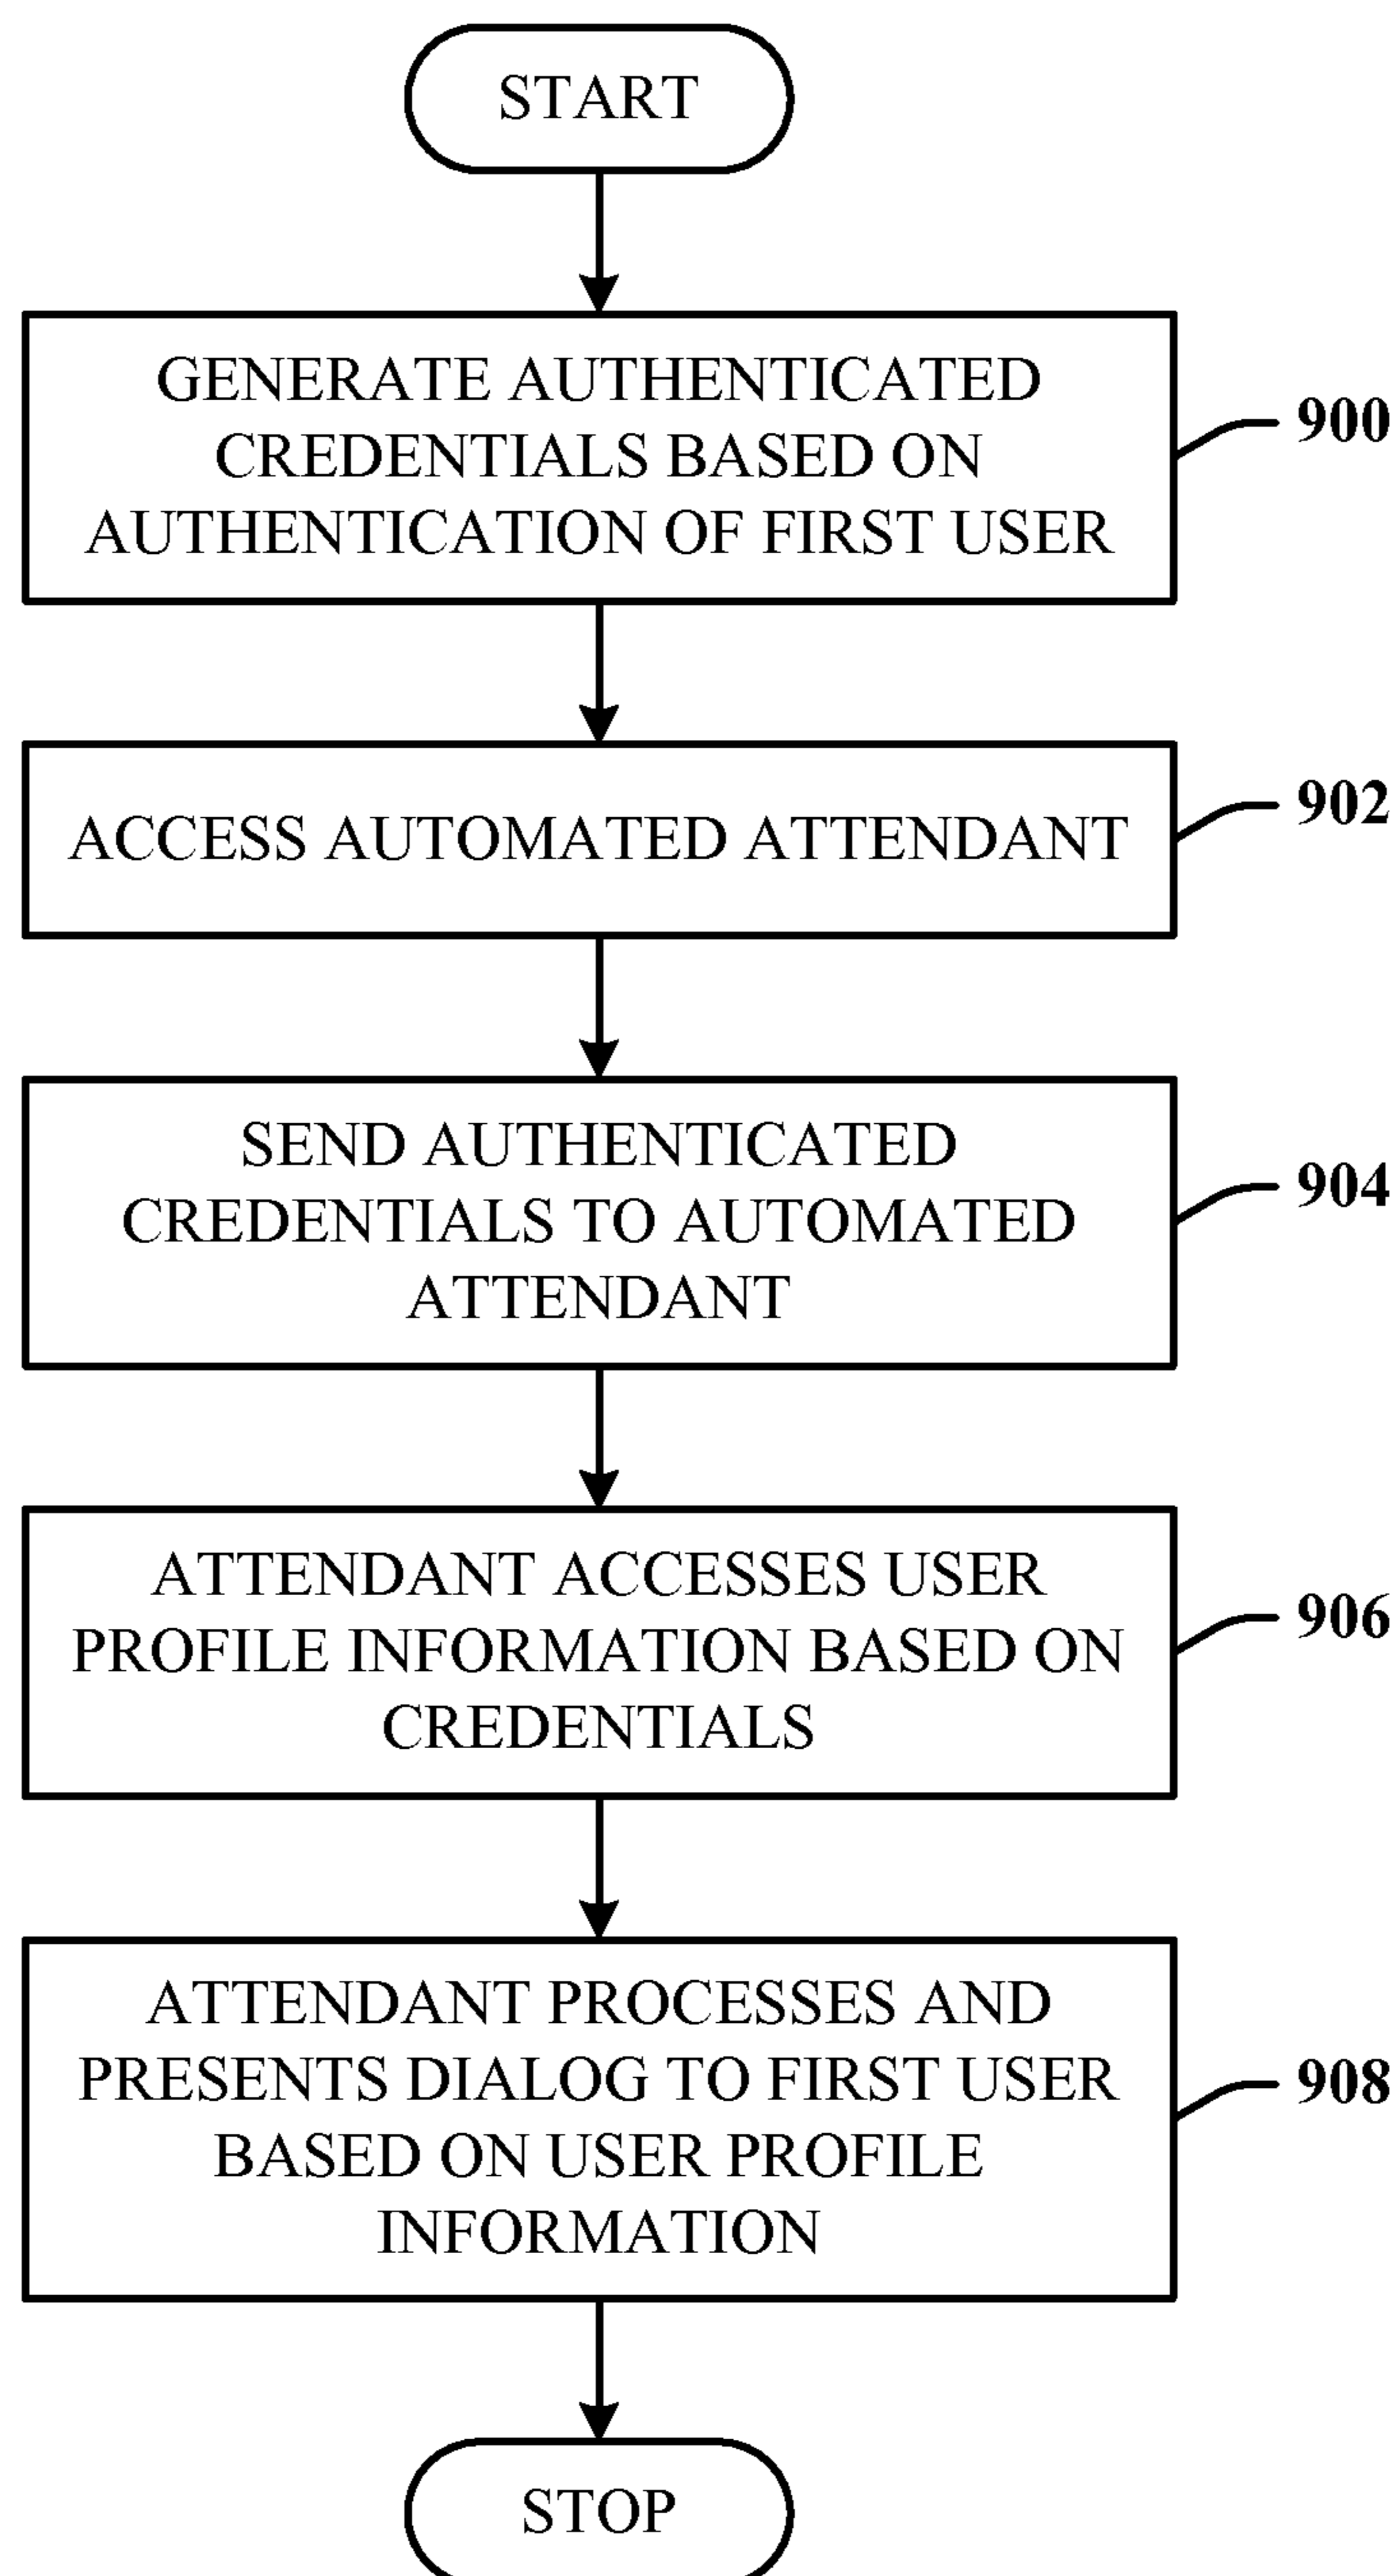 START
GENERATE AUTHENTICATED
CREDENTIALS BASED ON
AUTHENTICATION OF FIRST USER
900
ACCESS AUTOMATED ATTENDANT
902
SEND AUTHENTICATED
CREDENTIALS TO AUTOMATED
ATTENDANT
904
ATTENDANT ACCESSES USER
PROFILE INFORMATION BASED ON
CREDENTIALS
906
ATTENDANT PROCESSES AND
PRESENTS DIALOG TO FIRST USER
BASED ON USER PROFILE
INFORMATION
908
STOP